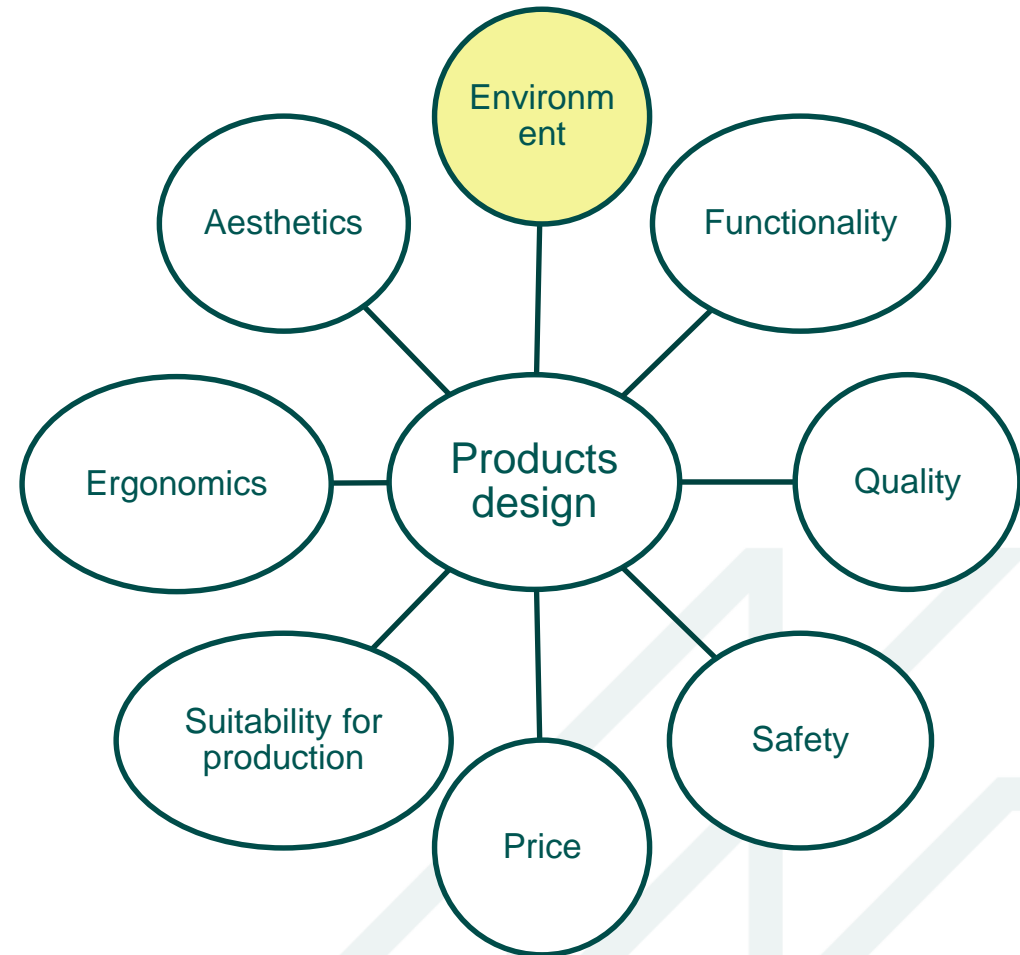 Environm
ent
Aesthetics
Functionality
Products
design
Ergonomics
Quality
Suitability for
production
Safety
Price